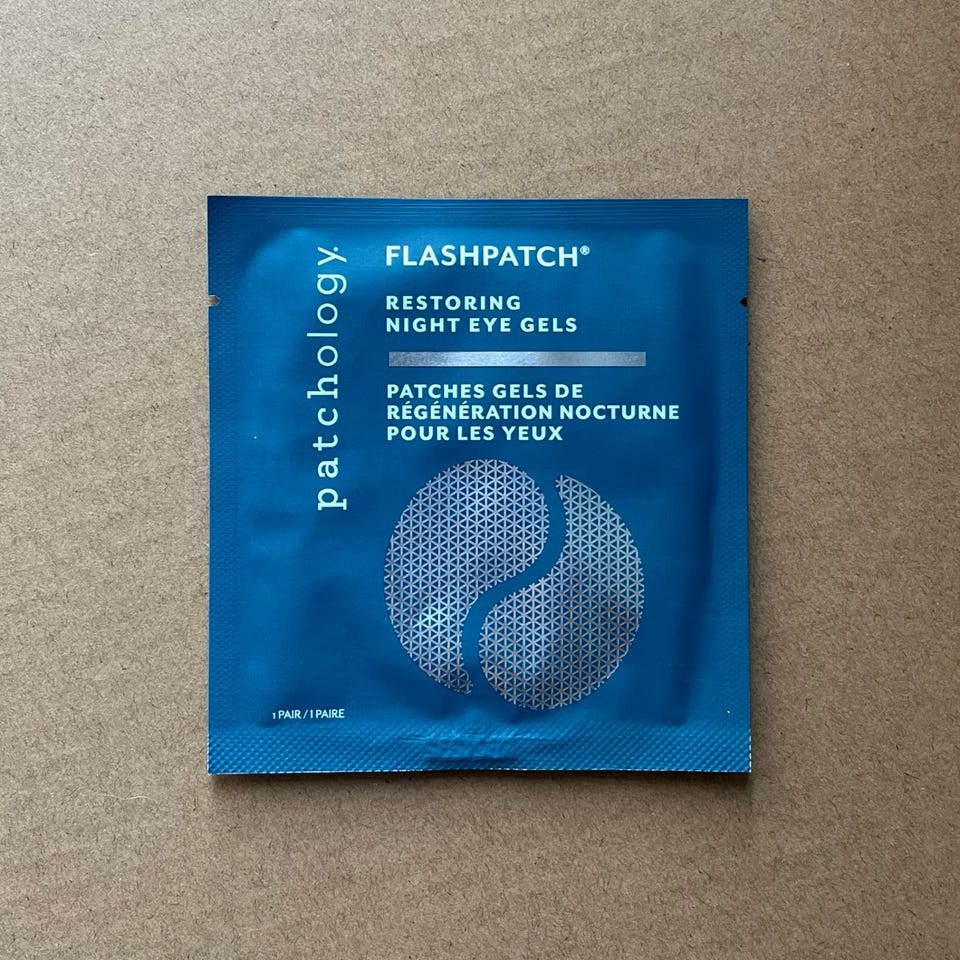 patchology.
FLASHPATCH®
RESTORING
NIGHT EYE GELS
PATCHES GELS DE
RÉGÉNÉRATION NOCTURNE
POUR LES YEUX
1 PAIR / 1 PAIRE